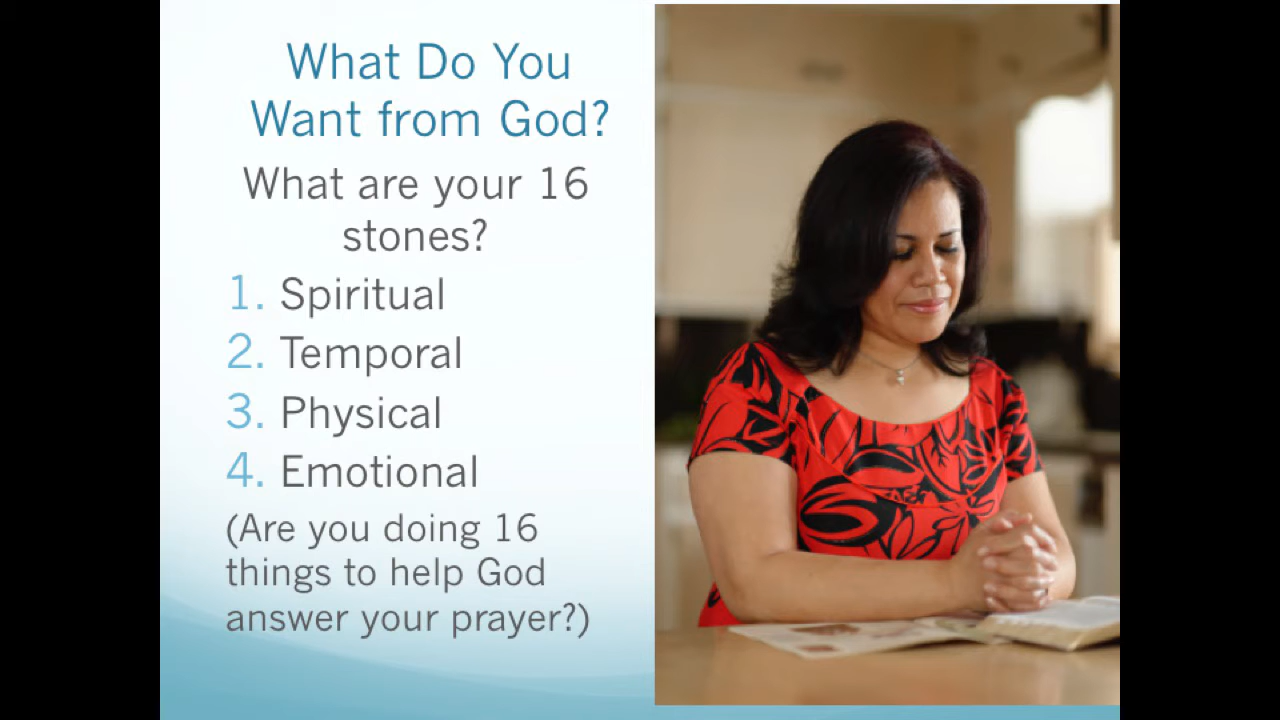 What Do You
Want from God?
What are your 16
stones?
1. Spiritual
2. Temporal
3. Physical
4. Emotional
(Are you doing 16
things to help God
answer your prayer?)